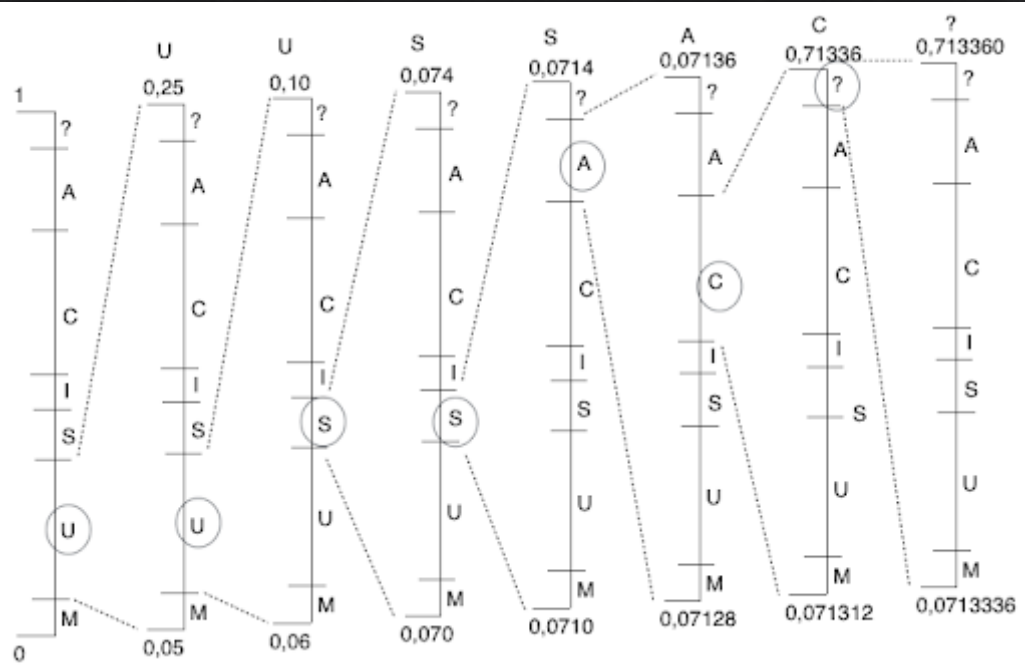 1
?
A
C
I
S
U
M
0
U
0,25
?
A
C
I
S
U
M
0,05
U
0,10
?
A
C
I
S
U
M
0,06
S
0,074
?
A
C
I
S
U
M
0,070
S
0,0714
?
A
C
I
S
U
M
0,0710
A
0,07136
?
A
C
I
S
U
M
0,07128
C
0,71336
?
A
C
I
S
U
M
0,071312
?
0,713360
?
A
C
I
S
U
M
0,0713336